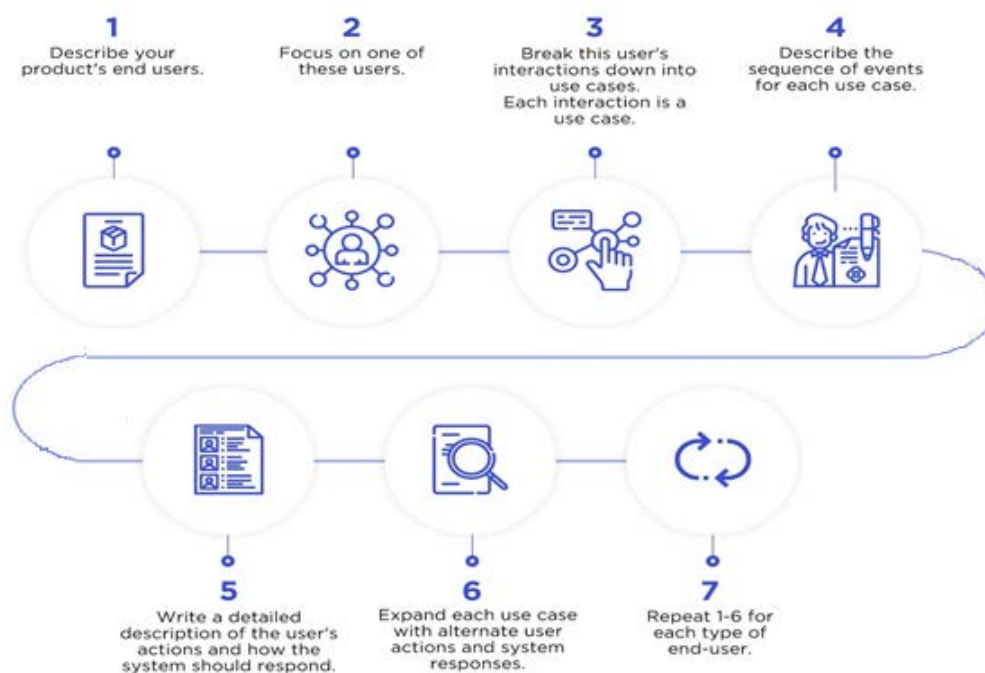 1
Describe your
product's end users.
2
Focus on one of
these users.
3
Break this user's
interactions down into
use cases.
Each interaction is a
use case.
4
Describe the
sequence of events
for each use case.
5
Write a detailed
description of the user's
actions and how the
system should respond.
6
Expand each use case
with alternate user
actions and system
responses.
7
Repeat 1-6 for
each type of
end-user.